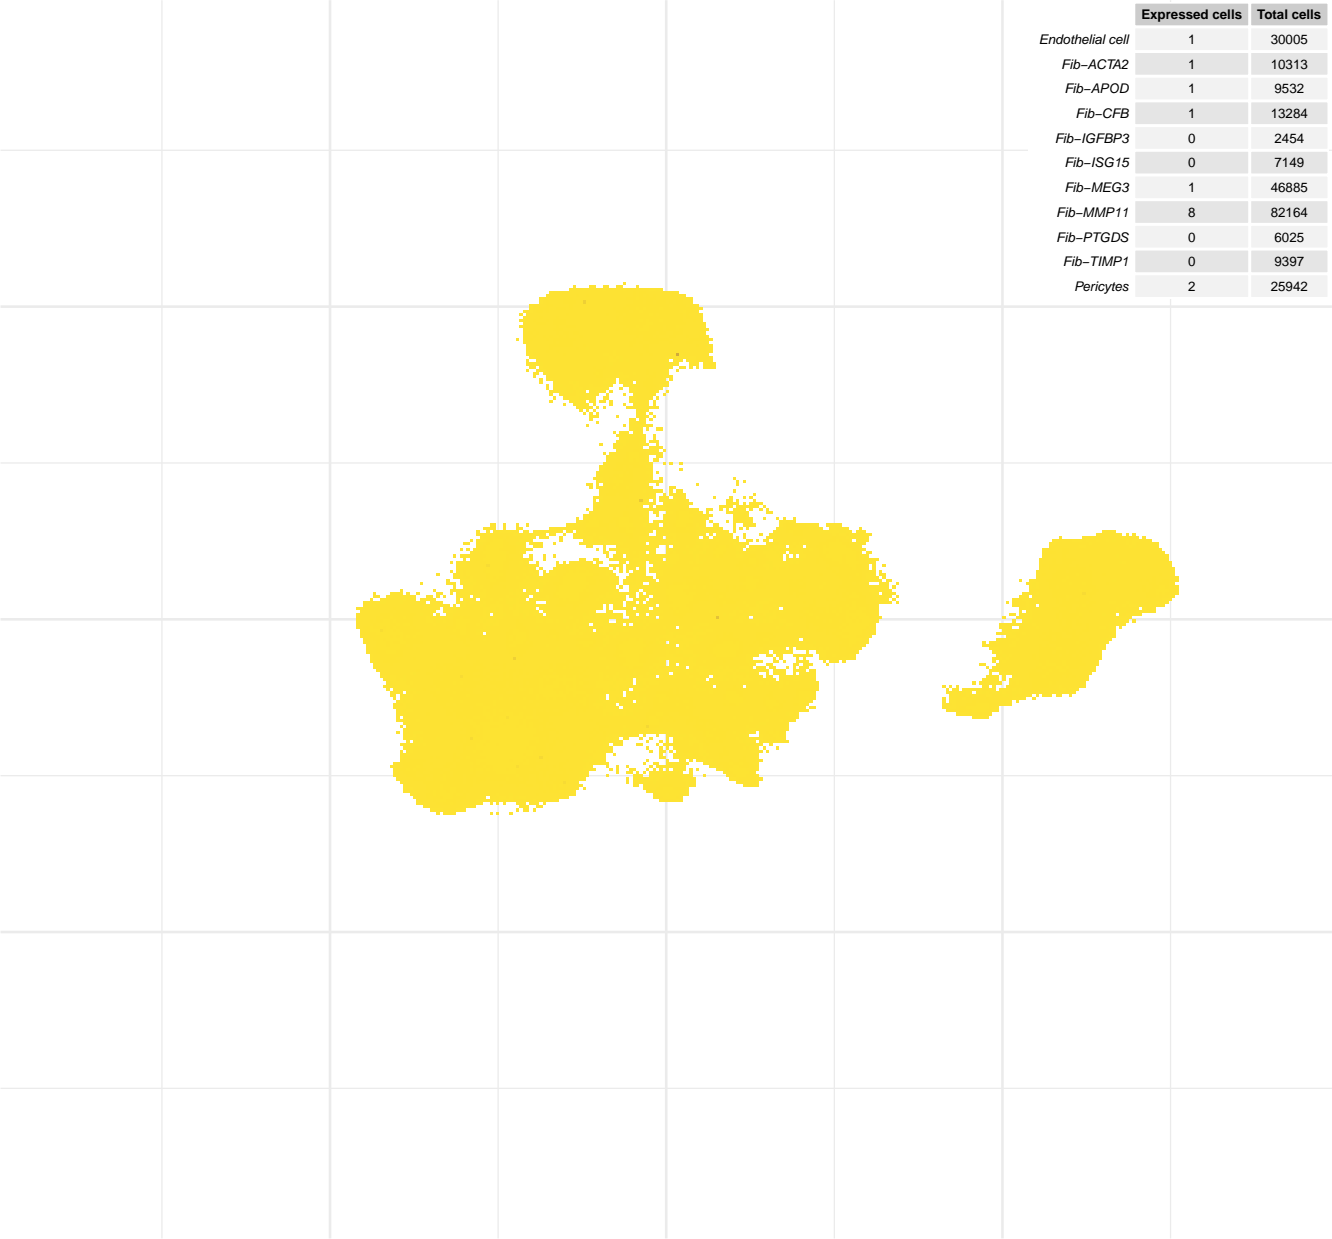 Expressed cells Total cells
Endothelial cell 1 30005
Fib−ACTA2 1 10313
Fib−APOD 1 9532
Fib−CFB 1 13284
Fib−IGFBP3 0 2454
Fib−ISG15 0 7149
Fib−MEG3 1 46885
Fib−MMP11 8 82164
Fib−PTGDS 0 6025
Fib−TIMP1 0 9397
Pericytes 2 25942